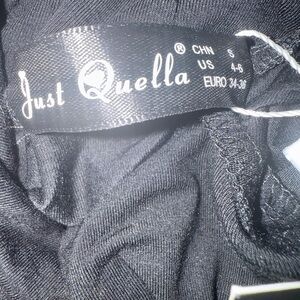 Just Quella®
CHN S
US 4-6
EURO 34-36